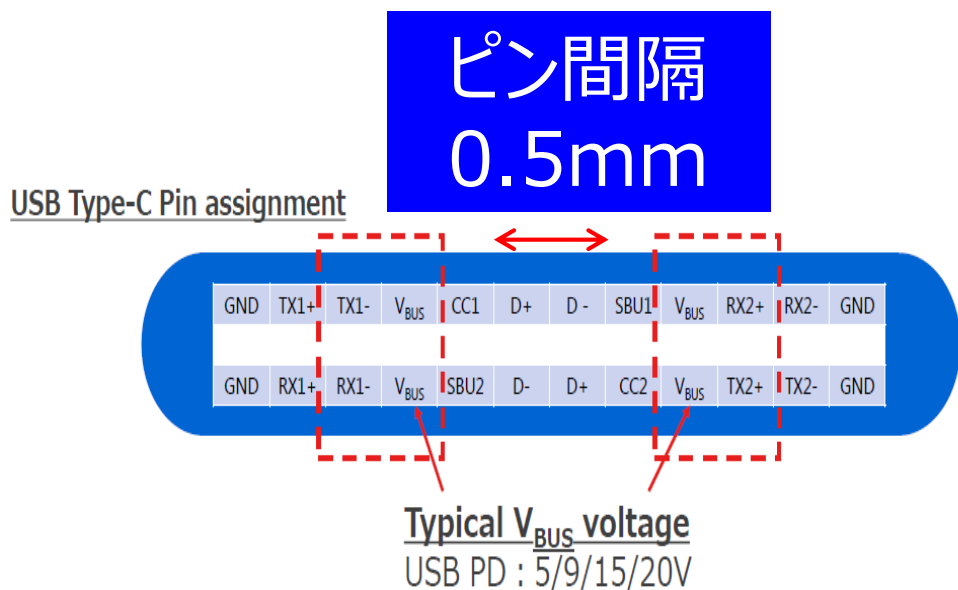 ピン間隔
0.5mm
USB Type-C Pin assignment
GND TX1+ TX1- VBUS CC1 D+ D - SBU1 VBUS RX2+ RX2- GND
GND RX1+ RX1- VBUS SBU2 D- D+ CC2 VBUS TX2+ TX2- GND
Typical VBUS voltage
USB PD : 5/9/15/20V